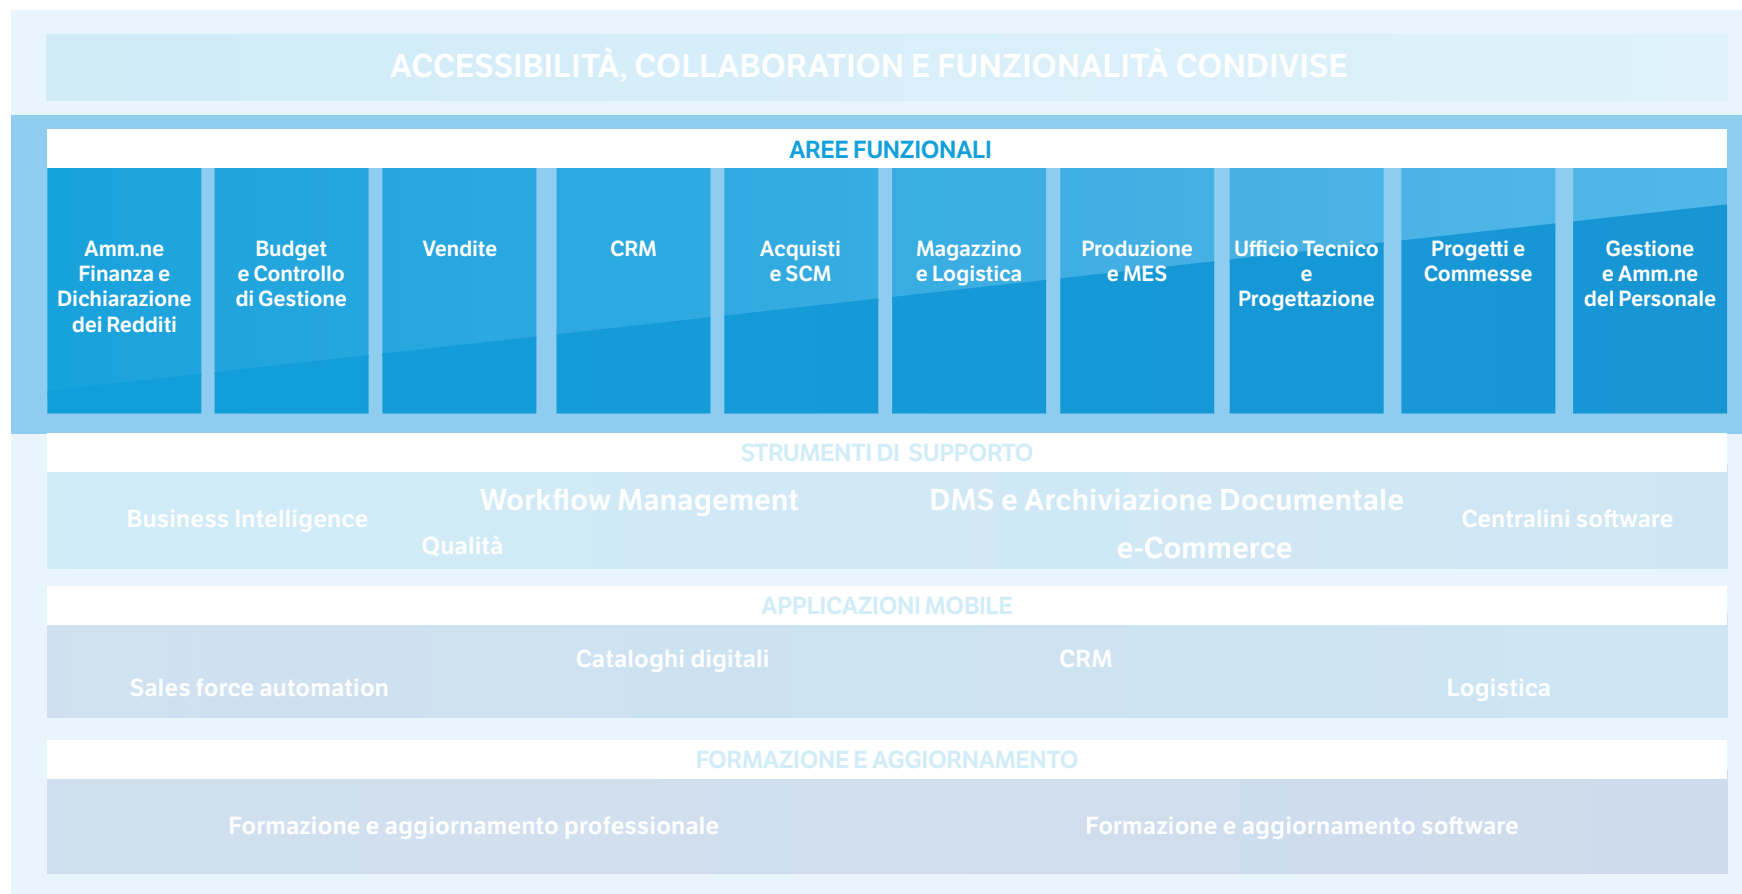 ACCESSIBILITÀ, COLLABORATION E FUNZIONALITÀ CONDIVISE
AREE FUNZIONALI
Amm.ne
Finanza e
Dichiarazione
dei Redditi
Budget
e Controllo
di Gestione
Vendite
CRM
Acquisti
e SCM
Magazzino
e Logistica
Produzione
e MES
Ufficio Tecnico
e
Progettazione
Progetti e
Commesse
Gestione
e Amm.ne
del Personale
STRUMENTI DI SUPPORTO
Business Intelligence
Qualità
Workflow Management
DMS e Archiviazione Documentale
e-Commerce
Centralini software
APPLICAZIONI MOBILE
Sales force automation
Cataloghi digitali
CRM
Logistica
FORMAZIONE E AGGIORNAMENTO
Formazione e aggiornamento professionale
Formazione e aggiornamento software